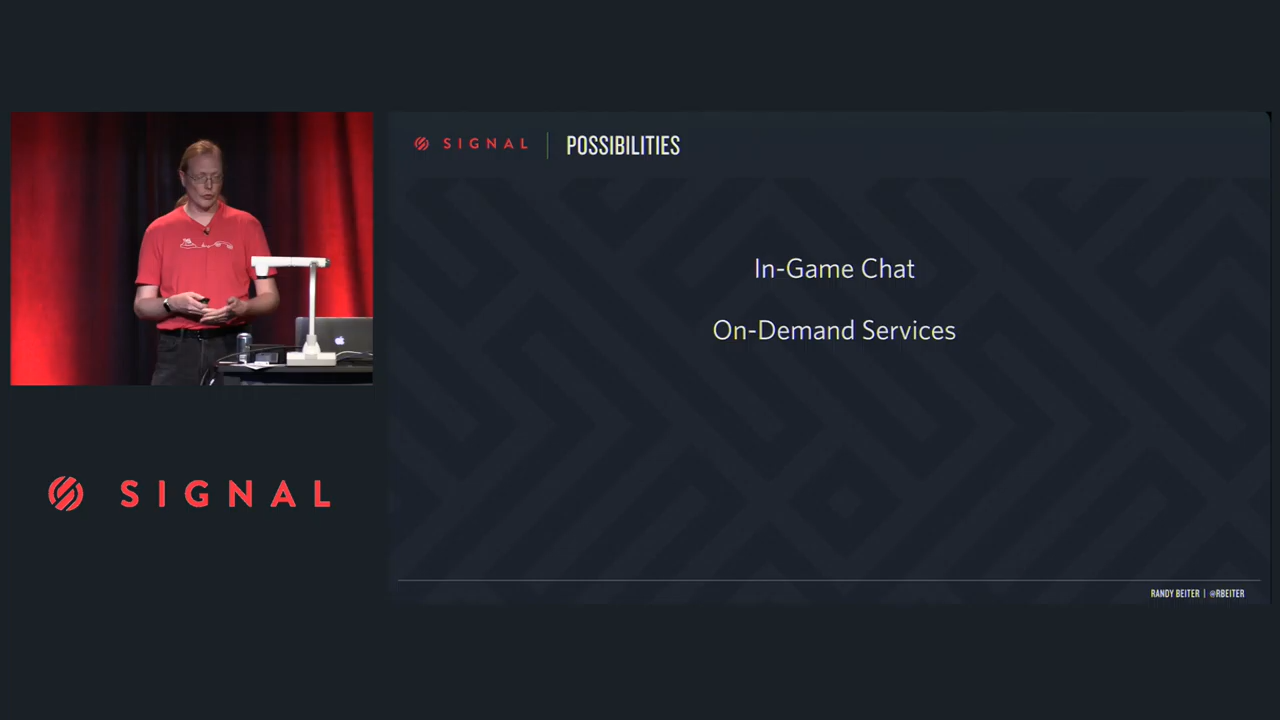 SIGNAL
POSSIBILITIES
In-Game Chat
On-Demand Services
SIGNAL
RANDY BEITER | @RBEITER